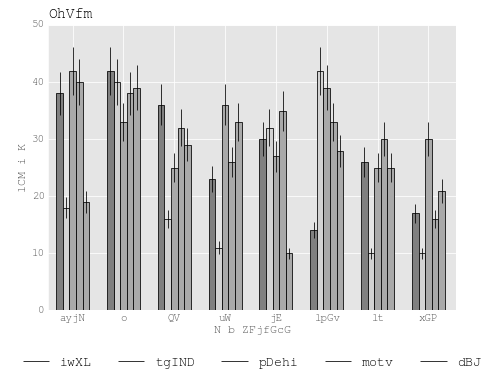 OhVfm
50
40
30
20
10
0
lCM i K
ayjN o QV uW jE lpGv lt xGP
N b ZFjfGcG
iwXL tgIND pDehi motv dBJ